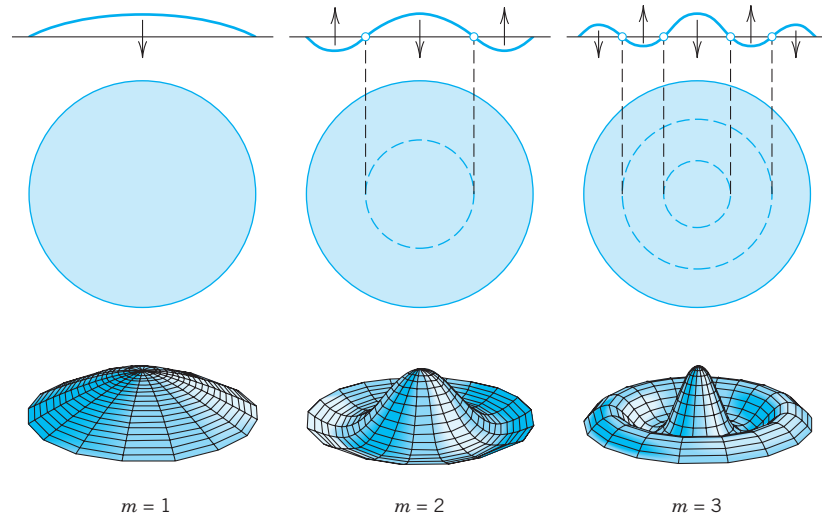 m = 1
m = 2
m = 3